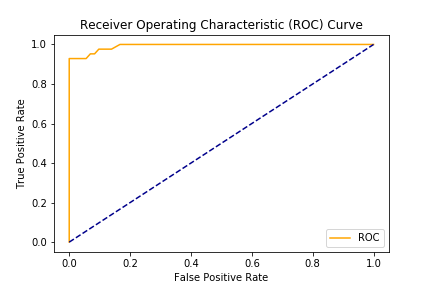 Receiver Operating Characteristic (ROC) Curve
True Positive Rate
1.0
0.8
0.6
0.4
0.2
0.0
ROC
0.0 0.2 0.4 0.6 0.8 1.0
False Positive Rate